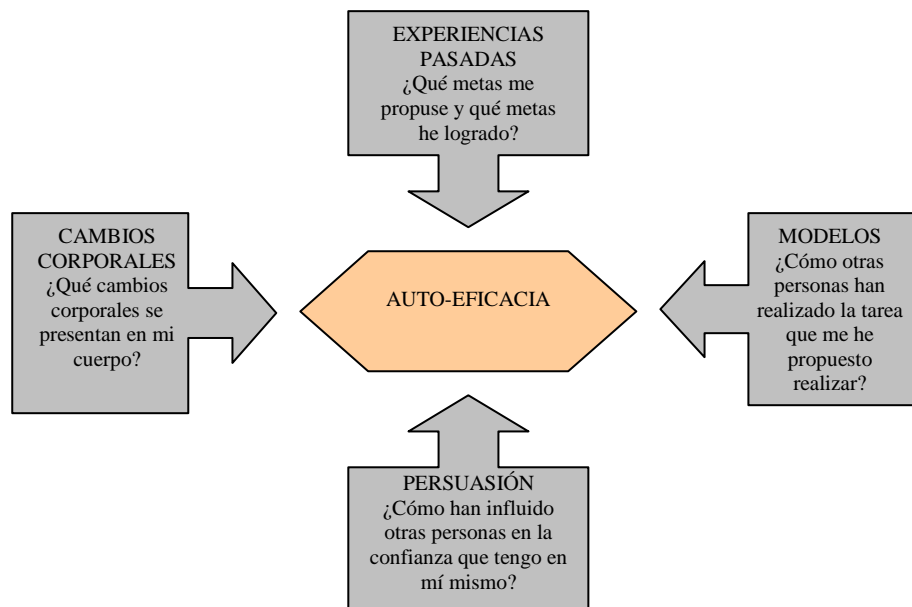 EXPERIENCIAS
PASADAS
¿Qué metas me
propuse y qué metas
he logrado?
CAMBIOS
CORPORALES
¿Qué cambios
corporales se
presentan en mi
cuerpo?
AUTO-EFICACIA
MODELOS
¿Cómo otras
personas han
realizado la tarea
que me he
propuesto
realizar?
PERSUASIÓN
¿Cómo han influido
otras personas en la
confianza que tengo en
mí mismo?